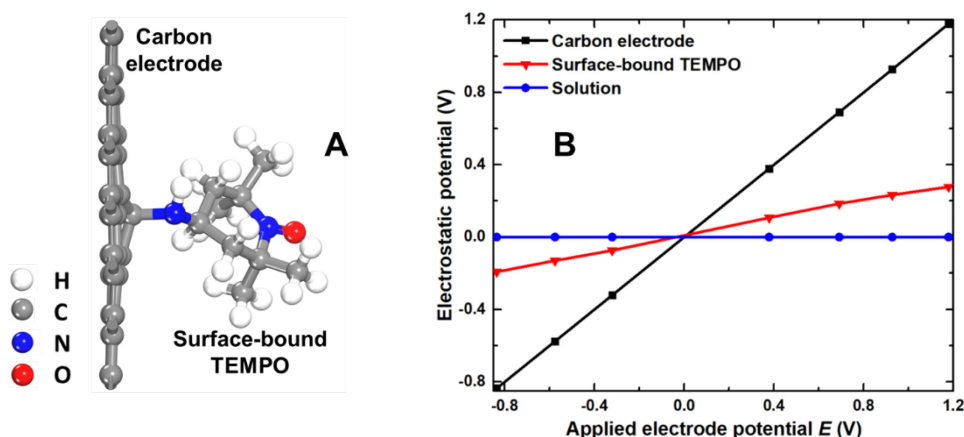 Carbon
electrode
A
H
C
N
O
Surface-bound
TEMPO
B
Carbon electrode
Surface-bound TEMPO
Solution
Electrostatic potential (V)
1.2
0.8
0.4
0.0
-0.4
-0.8
-0.8 -0.4 0.0 0.4 0.8 1.2
Applied electrode potential E (V)